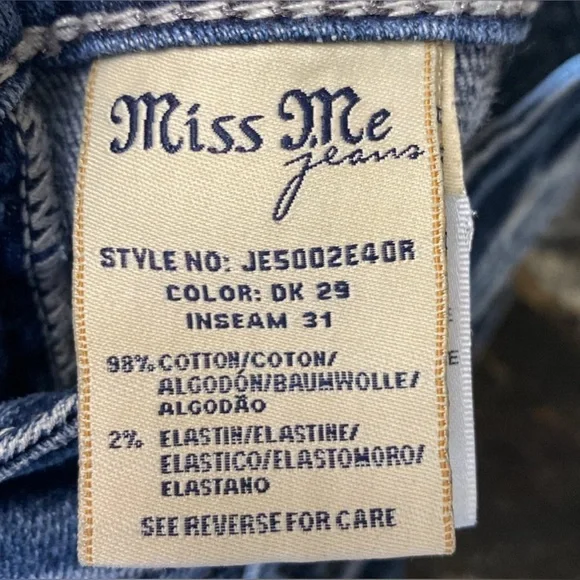 Miss Me
jeans
STYLE NO: JE5002E40R
COLOR: DK 29
INSEAM 31
98% COTTON/COTON/
ALGODÓN/BAUMWOLLE/
ALGODÃO
2% ELASTIN/ELASTINE/
ELASTICO/ELASTOMORO/
ELASTANO
SEE REVERSE FOR CARE
E